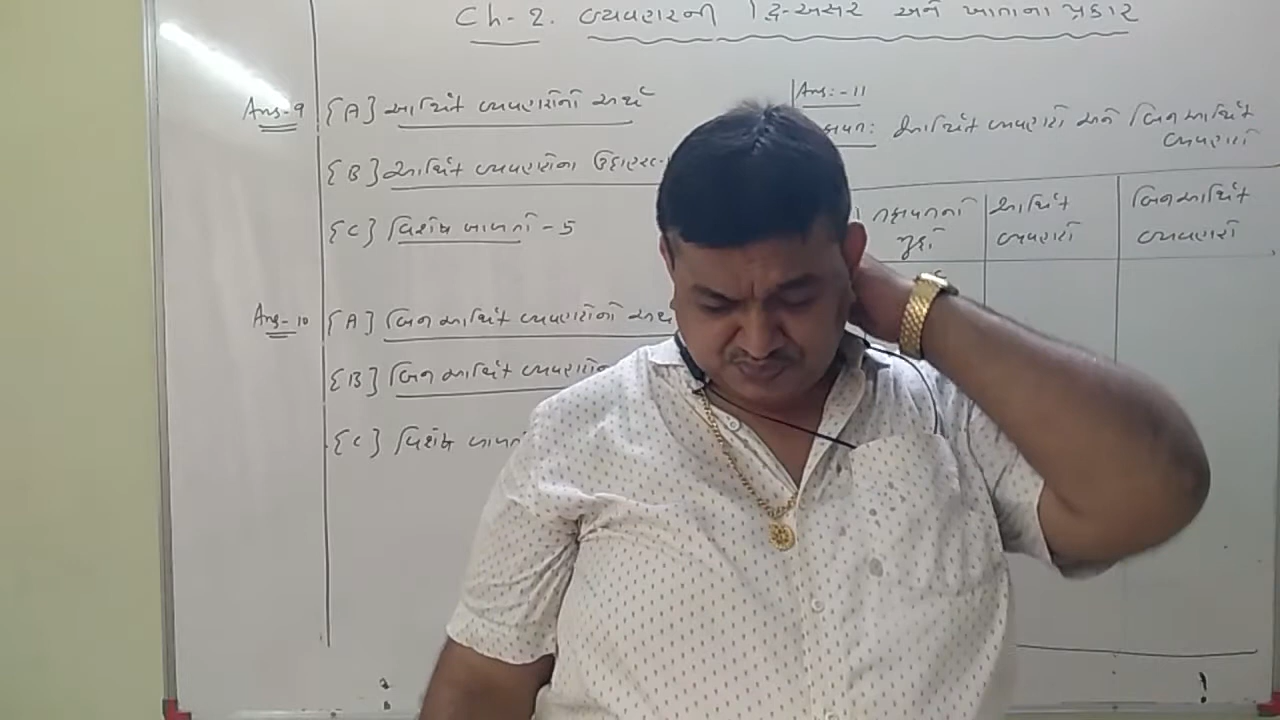 Ch-2. વ્યવહારની દ્વિ-અસર અને ખાતાના પ્રકાર
Ans-9 {A] આર્થિક વ્યવહારોનો અર્થ
{B] આર્થિક વ્યવહારોના ઉદાહરણ
{C] વિશેષ બાબતો - 5
Ans-10 {A] બિન આર્થિક વ્યવહારોનો અર્થ
{B] બિન આર્થિક વ્યવહારોના
{C] વિશેષ બાબતો
Ans:-11
તફાવત: આર્થિક વ્યવહારો અને બિન આર્થિક
વ્યવહારો
તફાવતનો આર્થિક બિન આર્થિક
મુદ્દો વ્યવહારો વ્યવહારો